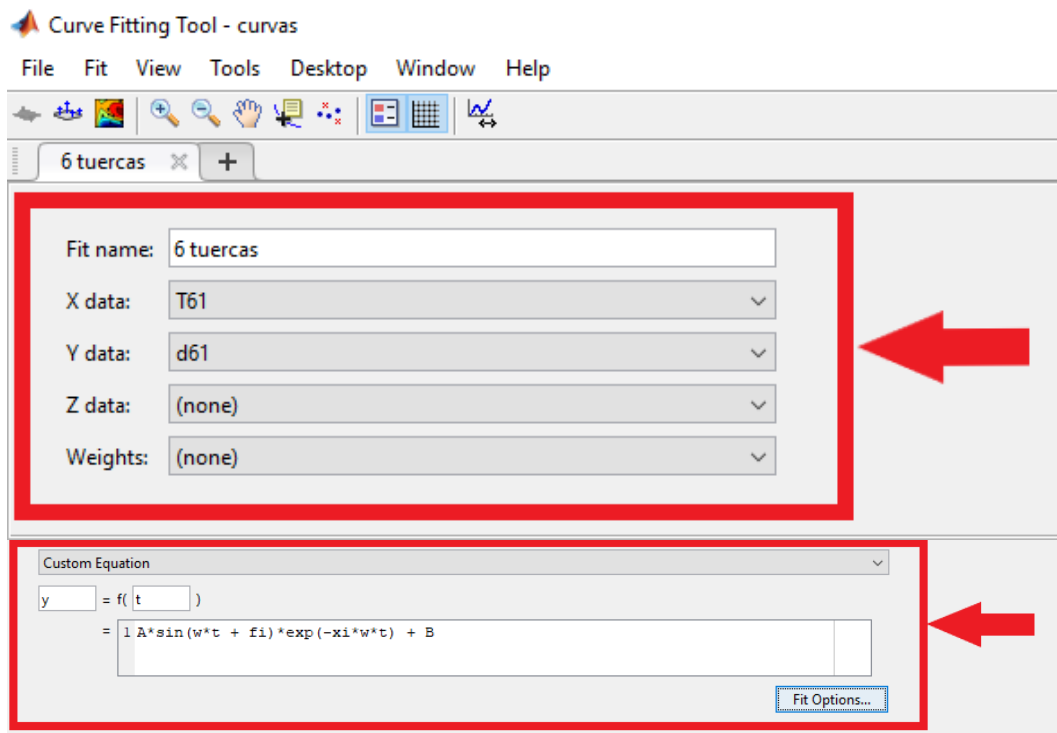 Curve Fitting Tool - curvas
File Fit View Tools Desktop Window Help
6 tuercas
Fit name: 6 tuercas
X data: T61
Y data: d61
Z data: (none)
Weights: (none)
Custom Equation
y = f( t )
= 1 A*sin(w*t + fi)*exp(-xi*w*t) + B
Fit Options...